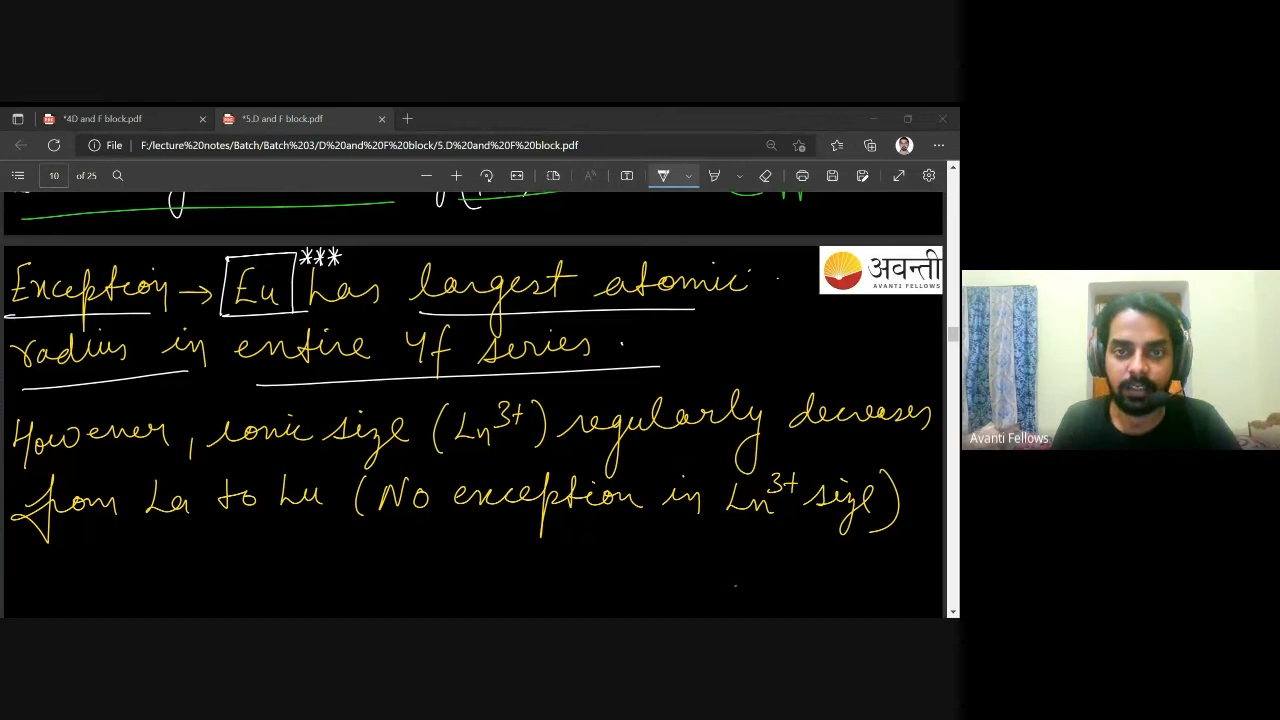 *4D and F block.pdf
*5.D and F block.pdf
File F:/lecture%20notes/Batch/Batch%203/D%20and%20F%20block/5.D%20and%20F%20block.pdf
10 of 25
Exception → Eu *** has largest atomic
radius in entire 4f series.
However, ionic size (Ln³⁺) regularly decreases
from La to Lu (No exception in Ln³⁺ size)
अवन्ती
AVANTI FELLOWS
Avanti Fellows